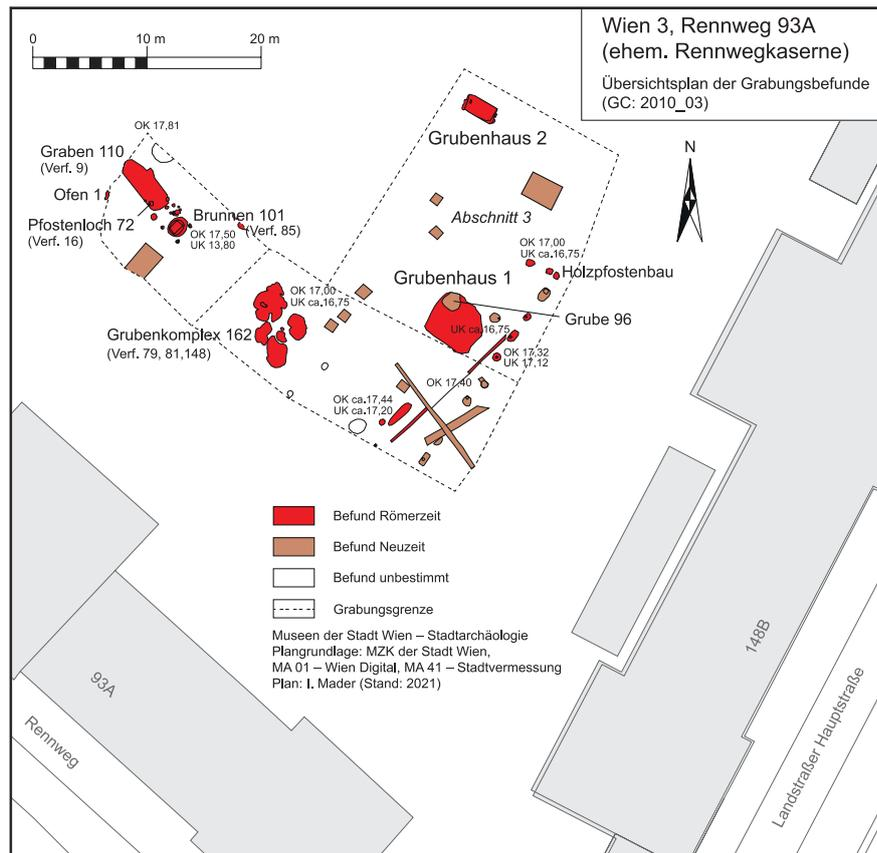 Wien 3, Rennweg 93A
(ehem. Rennwegkaserne)
Übersichtsplan der Grabungsbefunde
(GC: 2010_03)
0 10 m 20 m
N
OK 17,81
Graben 110
(Verf. 9)
Ofen 1
Pfostenloch 72
(Verf. 16)
Brunnen 101
(Verf. 85)
OK 17,50
UK 13,80
Grubenhaus 2
Abschnitt 3
OK 17,00
UK ca.16,75
Holzpfostenbau
Grubenhaus 1
Grube 96
UK ca.16,75
OK 17,00
UK ca.16,75
Grubenkomplex 162
(Verf. 79, 81,148)
OK 17,32
UK 17,12
OK 17,40
OK ca.17,44
UK ca.17,20
Befund Römerzeit
Befund Neuzeit
Befund unbestimmt
Grabungsgrenze
Museen der Stadt Wien – Stadtarchäologie
Plangrundlage: MZK der Stadt Wien,
MA 01 – Wien Digital, MA 41 – Stadtvermessung
Plan: I. Mader (Stand: 2021)
93A
Rennweg
148B
Landstraßer Hauptstraße